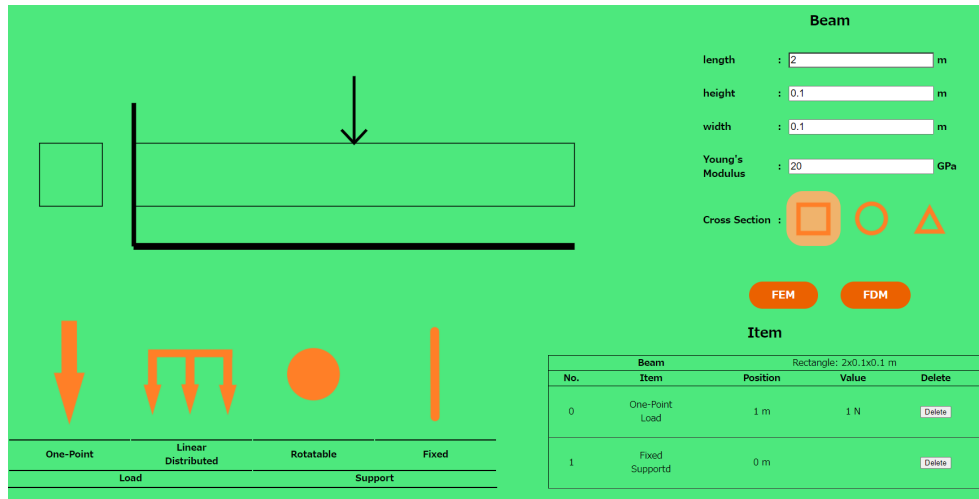 Beam
length : 2 m
height : 0.1 m
width : 0.1 m
Young's
Modulus : 20 GPa
Cross Section :
FEM FDM
Item
Beam Rectangle: 2x0.1x0.1 m
No. Item Position Value Delete
0 One-Point
Load 1 m 1 N Delete
1 Fixed
Supportd 0 m Delete
One-Point Linear
Distributed Rotatable Fixed
Load Support